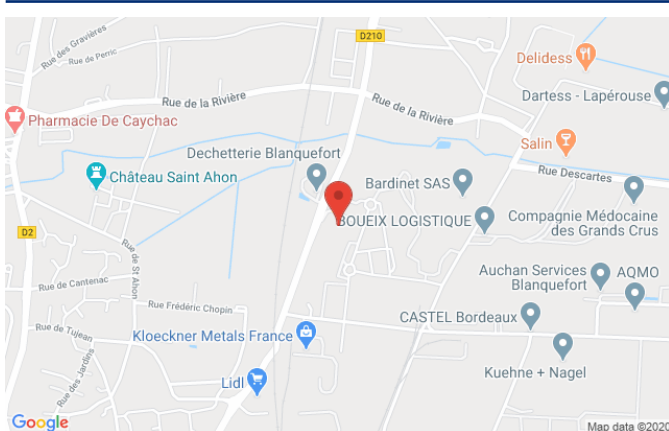 D210
Rue des Gravières
Rue de Perric
Delidess
Dartess - Lapérouse
Rue de la Rivière
Rue de la Rivière
Pharmacie De Caychac
Salin
Dechetterie Blanquefort
Rue Descartes
Château Saint Ahon
Bardinet SAS
BOUEIX LOGISTIQUE
Compagnie Médocaine
des Grands Crus
D2
Rue de St Ahon
Auchan Services
Blanquefort
AQMO
Rue de Cantenac
Rue Frédéric Chopin
CASTEL Bordeaux
Rue de Tujean
Kloeckner Metals France
Kuehne + Nagel
Rue des Jardins
Lidl
Google
Map data ©2020